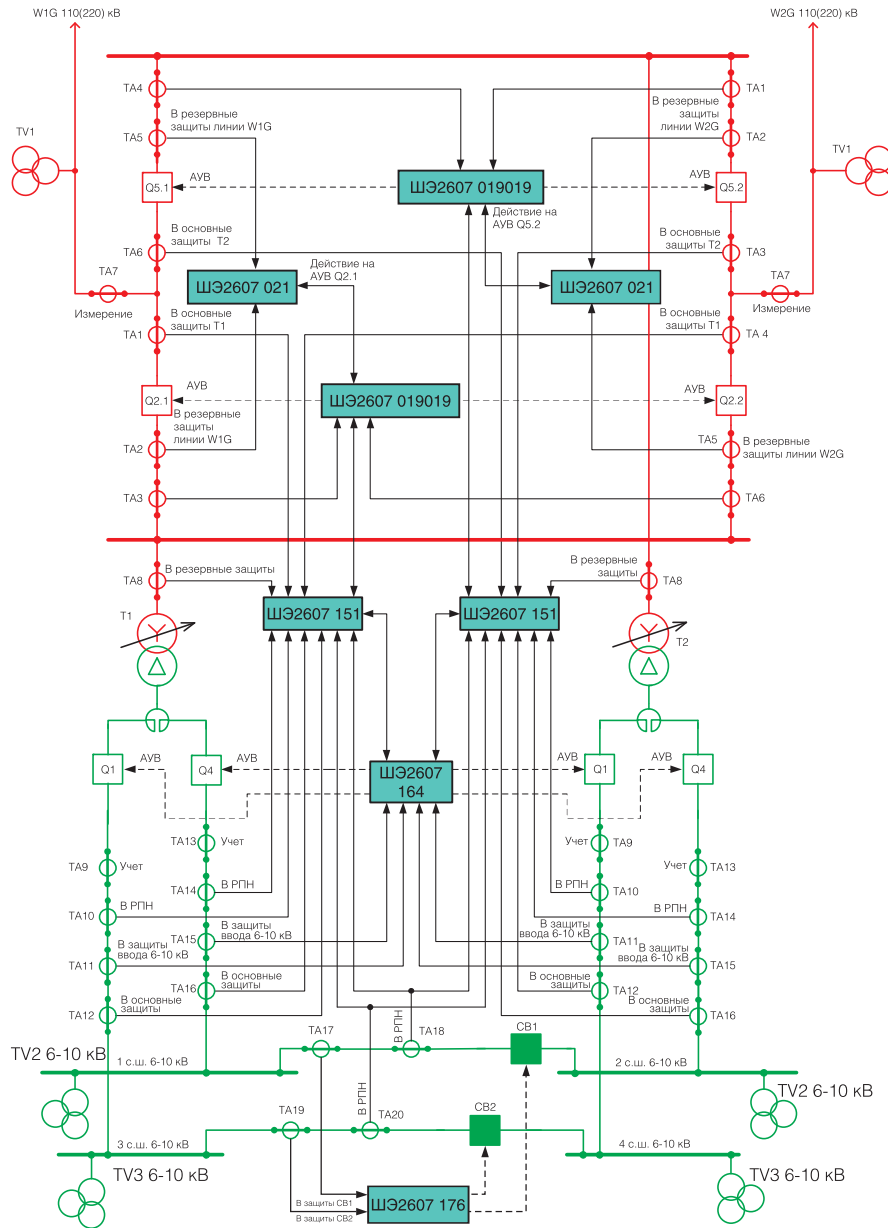 W1G 110(220) кВ
W2G 110(220) кВ
TA4
TA1
В резервные
защиты линии W1G
В резервные
защиты
линии W2G
TV1
TA5
TA2
TV1
АУВ
ШЭ2607 019019
АУВ
Q5.1
Q5.2
Действие на
АУВ Q5.2
В основные
защиты T2
В основные
защиты T2
TA6
TA3
TA7
Действие на
АУВ Q2.1
TA7
ШЭ2607 021
ШЭ2607 021
Измерение
В основные
защиты T1
В основные
защиты T1
Измерение
TA1
TA 4
АУВ
АУВ
Q2.1
ШЭ2607 019019
Q2.2
В резервные
защиты
линии W1G
TA2
TA5
В резервные
защиты линии W2G
TA3
TA6
В резервные защиты
В резервные
защиты
TA8
TA8
T1
ШЭ2607 151
ШЭ2607 151
T2
АУВ
АУВ
АУВ
АУВ
Q1
Q4
ШЭ2607
164
Q1
Q4
TA13
Учет
Учет
TA9
TA9
Учет
Учет
TA13
TA14
В РПН
В РПН
TA10
TA10
В РПН
В РПН
TA14
TA15
В защиты
ввода 6-10 кВ
В защиты
ввода 6-10 кВ
TA11
TA11
В защиты
ввода 6-10 кВ
В защиты
ввода 6-10 кВ
TA15
TA16
В основные
защиты
В основные
защиты
TA12
TA12
В основные
защиты
В основные
защиты
TA16
TA17
В РПН
TA18
СВ1
TV2 6-10 кВ
1 с.ш. 6-10 кВ
2 с.ш. 6-10 кВ
TV2 6-10 кВ
В РПН
TA19
TA20
СВ2
3 с.ш. 6-10 кВ
4 с.ш. 6-10 кВ
TV3 6-10 кВ
TV3 6-10 кВ
В защиты СВ1
ШЭ2607 176
В защиты СВ2